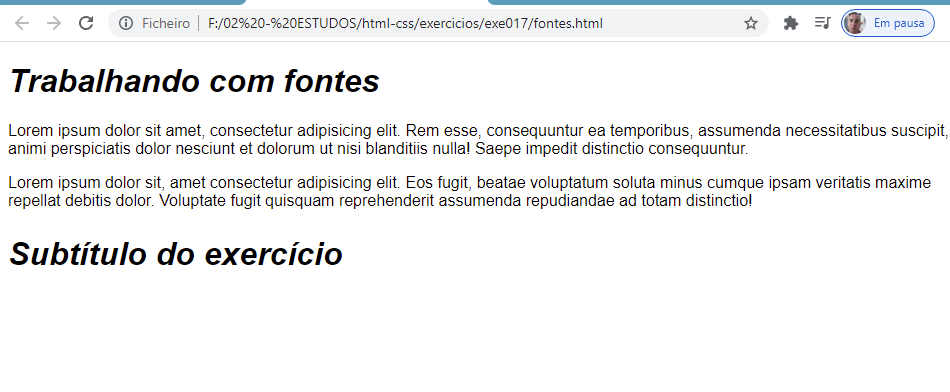 Ficheiro | F:/02%20-%20ESTUDOS/html-css/exercicios/exe017/fontes.html
Em pausa
Trabalhando com fontes
Lorem ipsum dolor sit amet, consectetur adipisicing elit. Rem esse, consequuntur ea temporibus, assumenda necessitatibus suscipit,
animi perspiciatis dolor nesciunt et dolorum ut nisi blanditiis nulla! Saepe impedit distinctio consequuntur.
Lorem ipsum dolor sit, amet consectetur adipisicing elit. Eos fugit, beatae voluptatum soluta minus cumque ipsam veritatis maxime
repellat debitis dolor. Voluptate fugit quisquam reprehenderit assumenda repudiandae ad totam distinctio!
Subtítulo do exercício